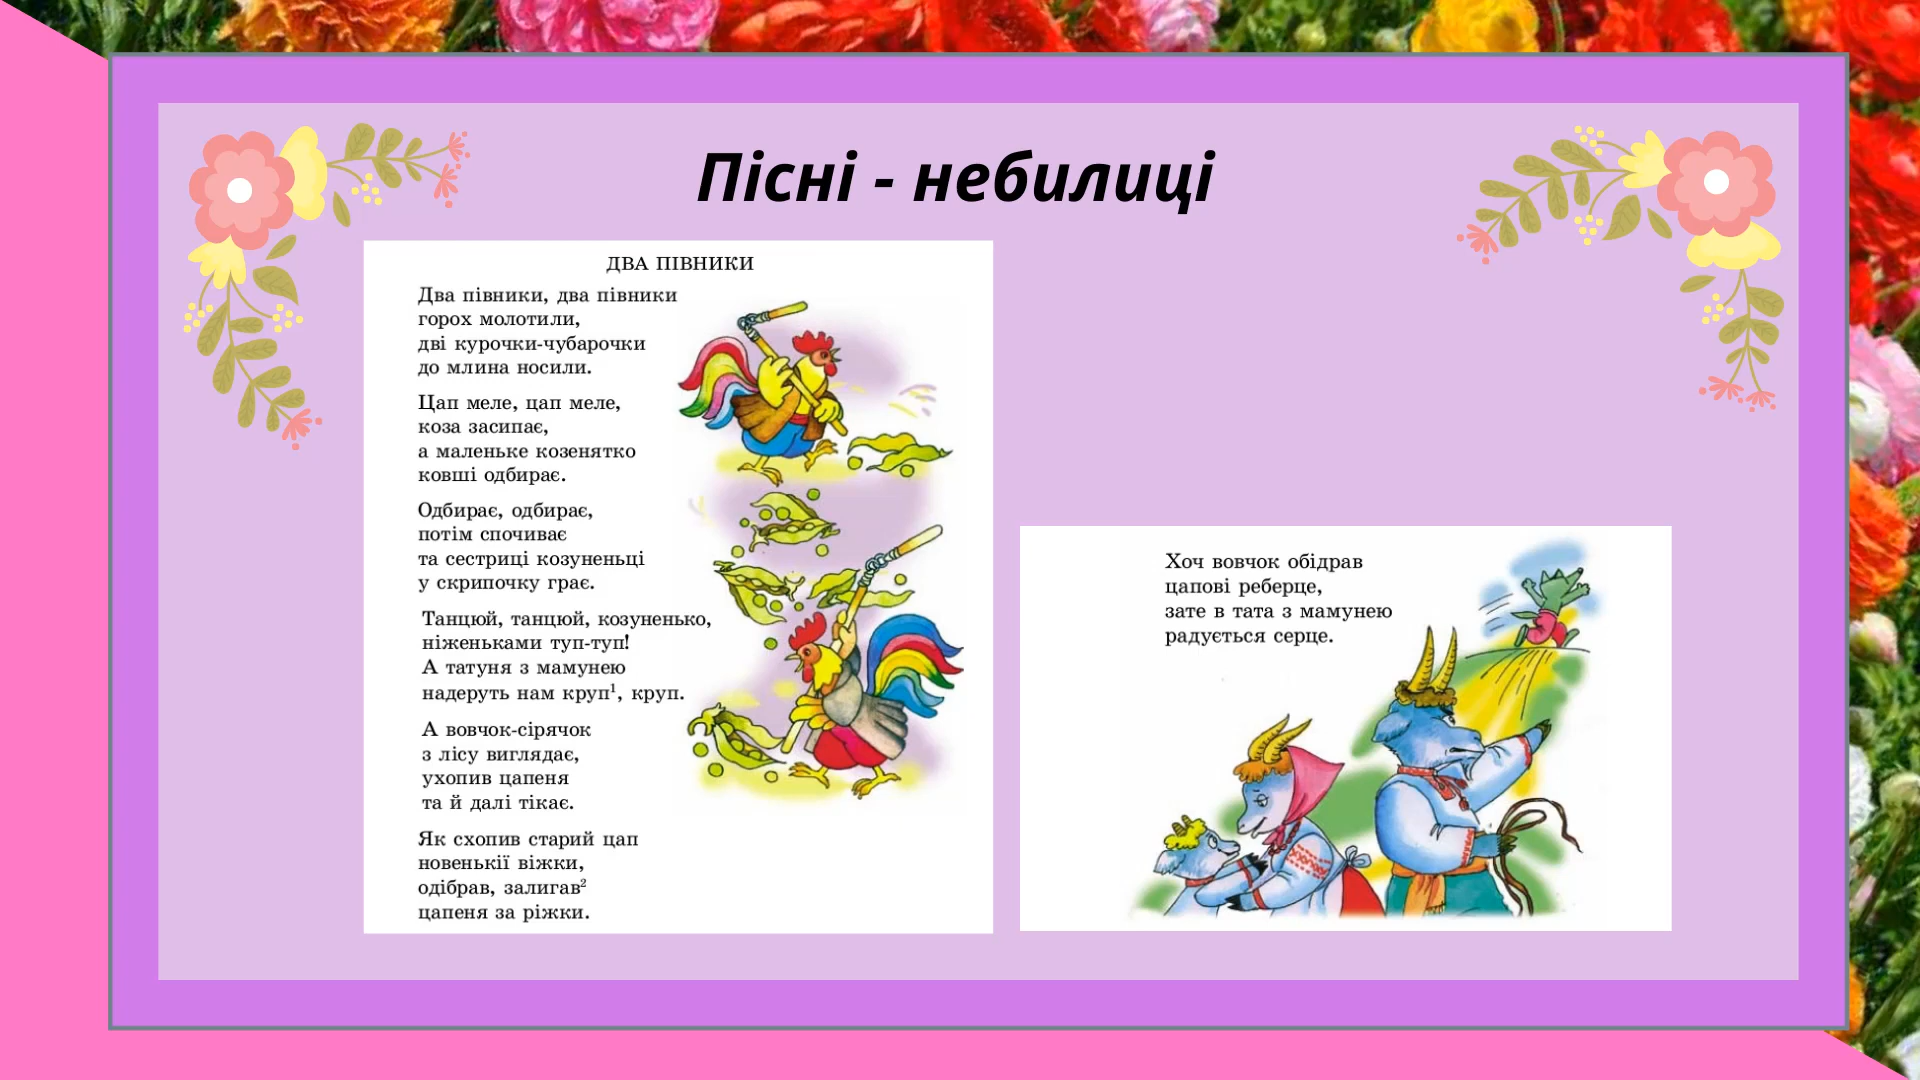 Пісні - небилиці
ДВА ПІВНИКИ
Два півники, два півники
горох молотили,
дві курочки-чубарочки
до млина носили.
Цап меле, цап меле,
коза засипає,
а маленьке козенятко
ковші одбирає.
Одбирає, одбирає,
потім спочиває
та сестриці козуненьці
у скрипочку грає.
Танцюй, танцюй, козуненько,
ніженьками туп-туп!
А татуня з мамунею
надеруть нам круп¹, круп.
А вовчок-сірячок
з лісу виглядає,
ухопив цапеня
та й далі тікає.
Як схопив старий цап
новенькії віжки,
одібрав, залигав²
цапеня за ріжки.
Хоч вовчок обідрав
цапові реберце,
зате в тата з мамунею
радується серце.